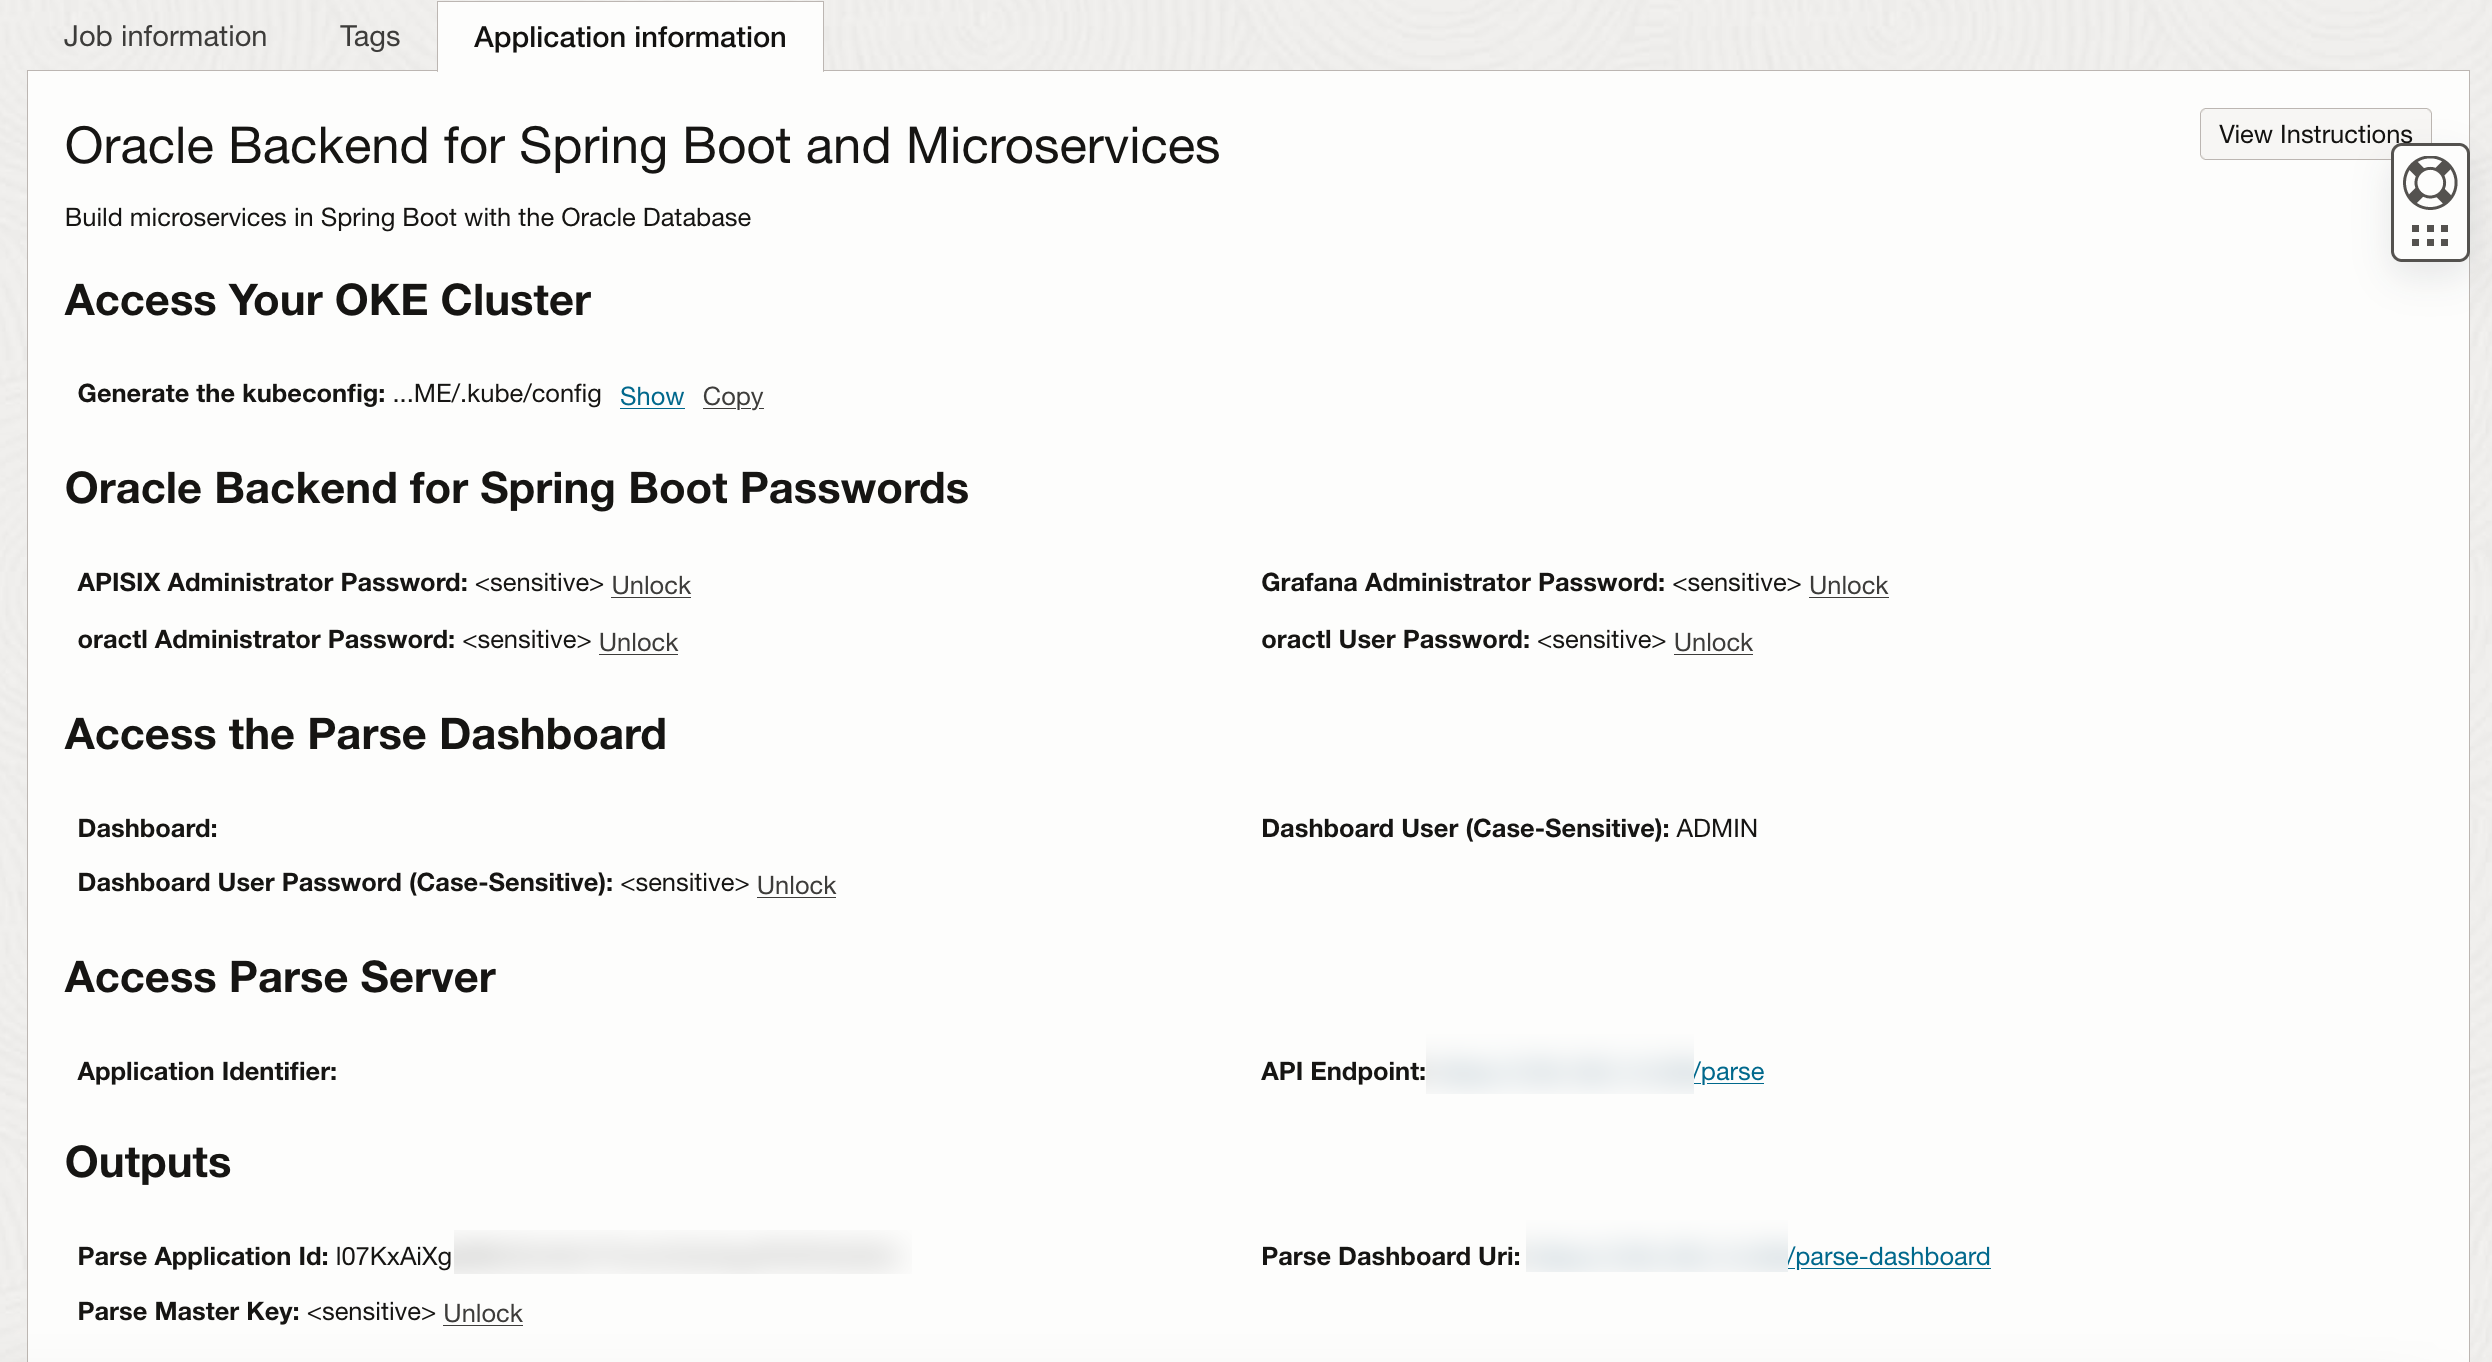 Job information
Tags
Application information
Oracle Backend for Spring Boot and Microservices
View Instructions
Build microservices in Spring Boot with the Oracle Database
Access Your OKE Cluster
Generate the kubeconfig: ...ME/.kube/config Show Copy
Oracle Backend for Spring Boot Passwords
APISIX Administrator Password: <sensitive> Unlock
Grafana Administrator Password: <sensitive> Unlock
oractl Administrator Password: <sensitive> Unlock
oractl User Password: <sensitive> Unlock
Access the Parse Dashboard
Dashboard:
Dashboard User (Case-Sensitive): ADMIN
Dashboard User Password (Case-Sensitive): <sensitive> Unlock
Access Parse Server
Application Identifier:
API Endpoint: /parse
Outputs
Parse Application Id: l07KxAiXg
Parse Dashboard Uri: /parse-dashboard
Parse Master Key: <sensitive> Unlock